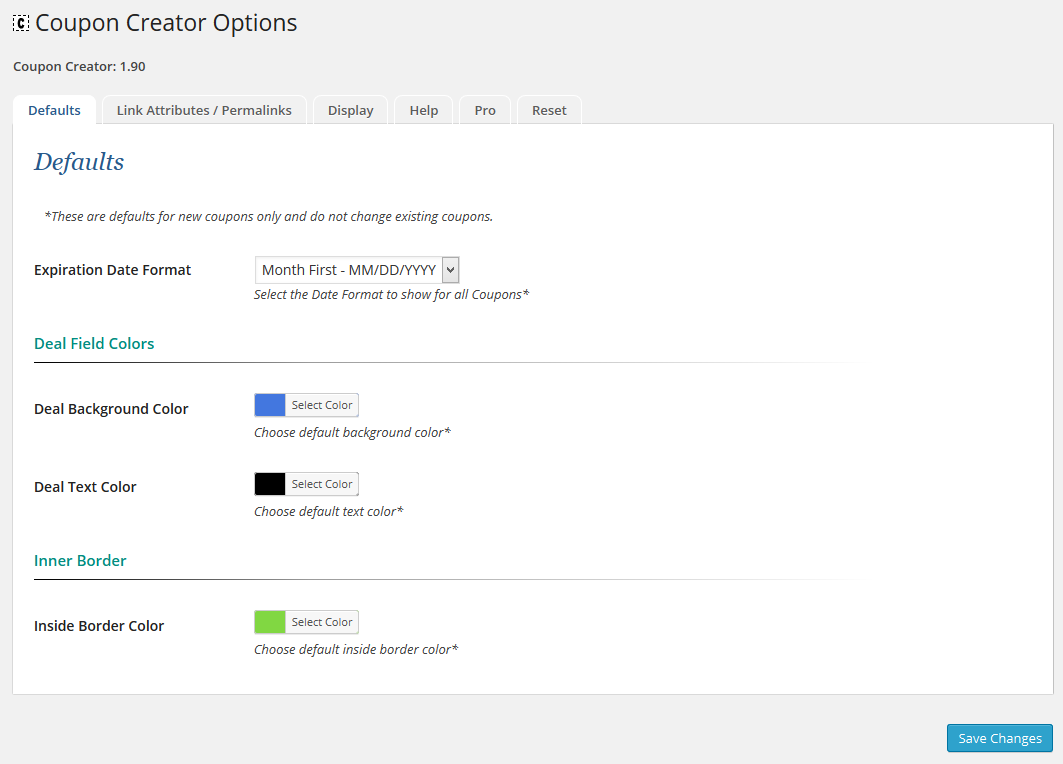 C Coupon Creator Options
Coupon Creator: 1.90
Defaults Link Attributes / Permalinks Display Help Pro Reset
Defaults
*These are defaults for new coupons only and do not change existing coupons.
Expiration Date Format Month First - MM/DD/YYYY
Select the Date Format to show for all Coupons*
Deal Field Colors
Deal Background Color Select Color
Choose default background color*
Deal Text Color Select Color
Choose default text color*
Inner Border
Inside Border Color Select Color
Choose default inside border color*
Save Changes